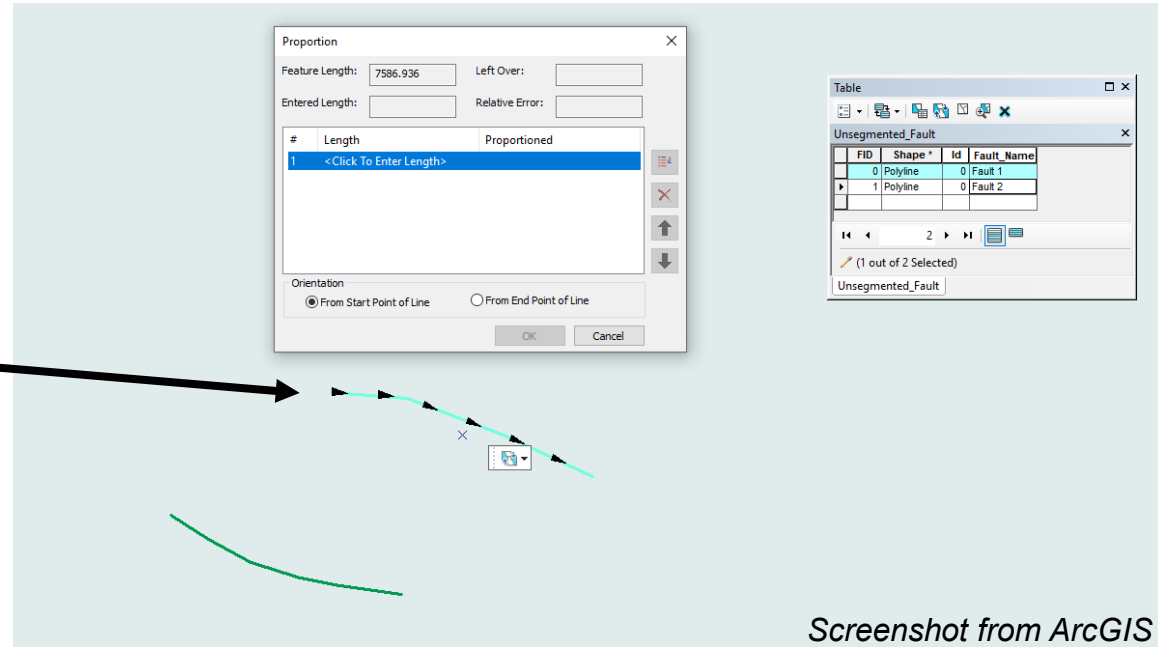 Proportion
Feature Length: 7586.936 Left Over:
Entered Length: Relative Error:
# Length Proportioned
1 <Click To Enter Length>
Orientation
From Start Point of Line From End Point of Line
OK Cancel
Table
Unsegmented_Fault
FID Shape * Id Fault_Name
0 Polyline 0 Fault 1
1 Polyline 0 Fault 2
2
(1 out of 2 Selected)
Unsegmented_Fault
Screenshot from ArcGIS